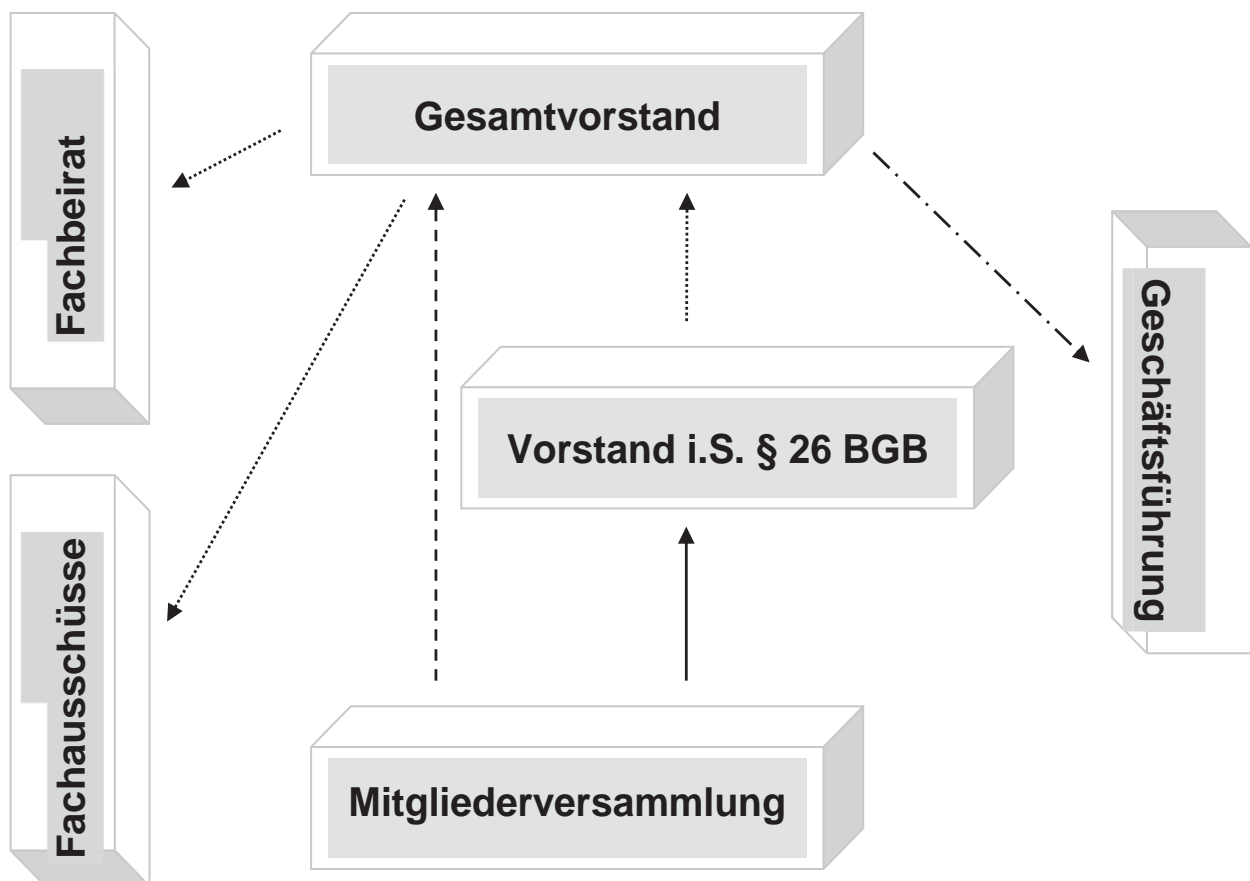 Gesamtvorstand
Fachbeirat
Geschäftsführung
Vorstand i.S. § 26 BGB
Fachausschüsse
Mitgliederversammlung